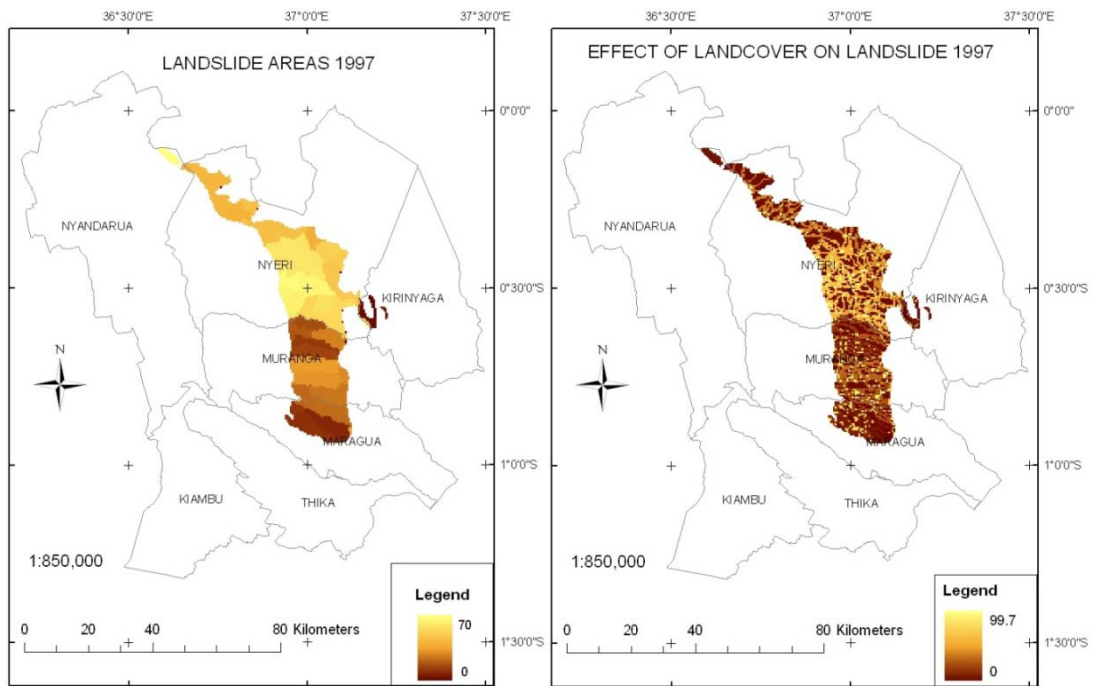 36°30'0"E 37°0'0"E 37°30'0"E
LANDSLIDE AREAS 1997
NYANDARUA
NYERI
KIRINYAGA
N
MURANGA
MARAGUA
KIAMBU
THIKA
1:850,000
Legend
70
0
0 20 40 80 Kilometers
0°0'0"
0°30'0"S
1°0'0"S
1°30'0"S
36°30'0"E 37°0'0"E 37°30'0"E
EFFECT OF LANDCOVER ON LANDSLIDE 1997
NYANDARUA
NYERI
KIRINYAGA
N
MURANGA
MARAGUA
KIAMBU
THIKA
1:850,000
Legend
99.7
0
0 20 40 80 Kilometers
0°0'0"
0°30'0"S
1°0'0"S
1°30'0"S